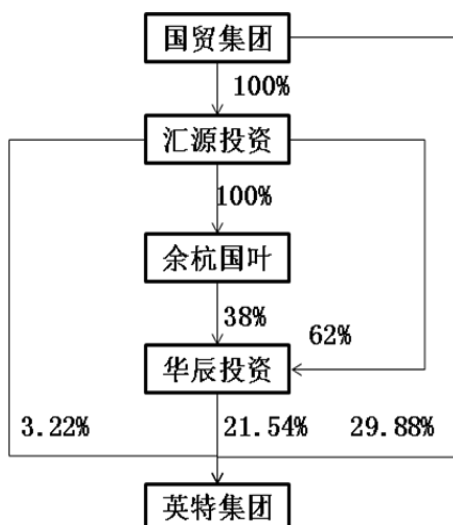 国贸集团
100%
汇源投资
100%
余杭国叶
38%
62%
华辰投资
3.22%
21.54%
29.88%
英特集团